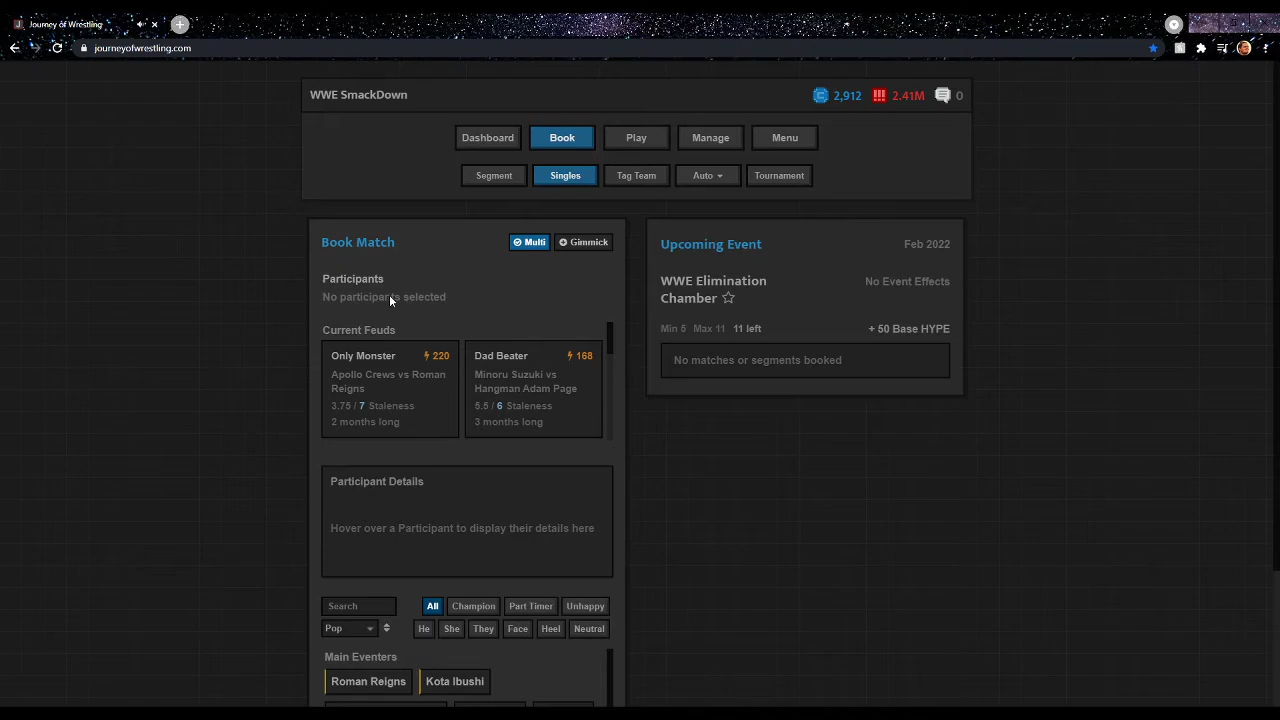 Journey of Wrestling
journeyofwrestling.com
WWE SmackDown
2,912
2.41M
0
Dashboard
Book
Play
Manage
Menu
Segment
Singles
Tag Team
Auto
Tournament
Book Match
Multi
Gimmick
Participants
No participants selected
Current Feuds
Only Monster
220
Apollo Crews vs Roman
Reigns
3.75 / 7 Staleness
2 months long
Dad Beater
168
Minoru Suzuki vs
Hangman Adam Page
5.5 / 6 Staleness
3 months long
Participant Details
Hover over a Participant to display their details here
Search
All
Champion
Part Timer
Unhappy
Pop
He
She
They
Face
Heel
Neutral
Main Eventers
Roman Reigns
Kota Ibushi
Upcoming Event
Feb 2022
WWE Elimination
Chamber
No Event Effects
Min 5 Max 11 11 left
+ 50 Base HYPE
No matches or segments booked